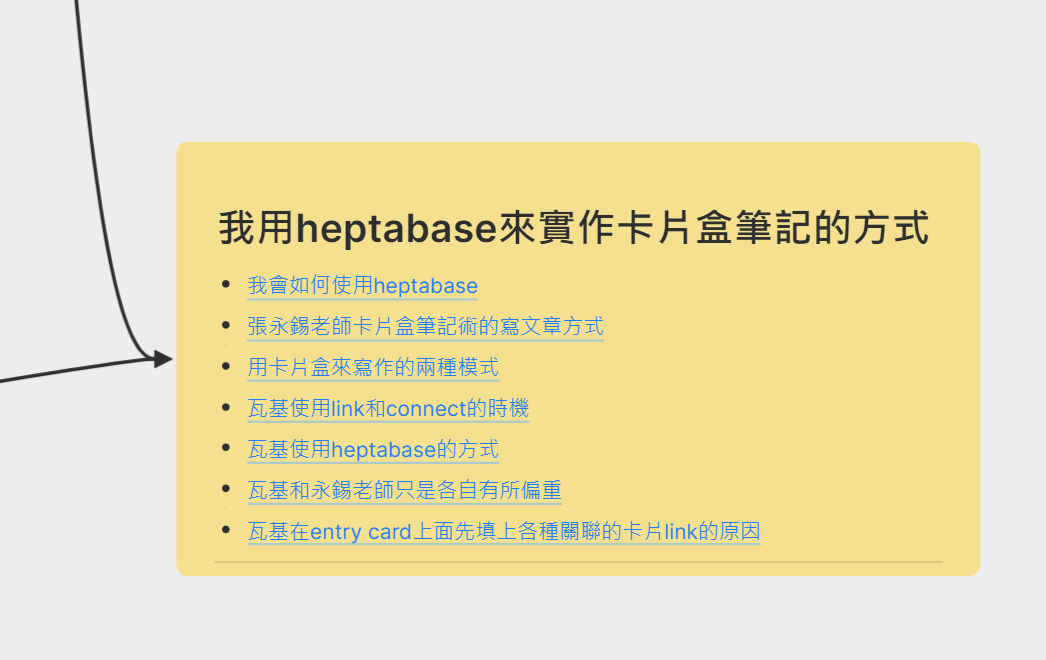 我用heptabase來實作卡片盒筆記的方式
我會如何使用heptabase
張永錫老師卡片盒筆記術的寫文章方式
用卡片盒來寫作的兩種模式
瓦基使用link和connect的時機
瓦基使用heptabase的方式
瓦基和永錫老師只是各自有所偏重
瓦基在entry card上面先填上各種關聯的卡片link的原因